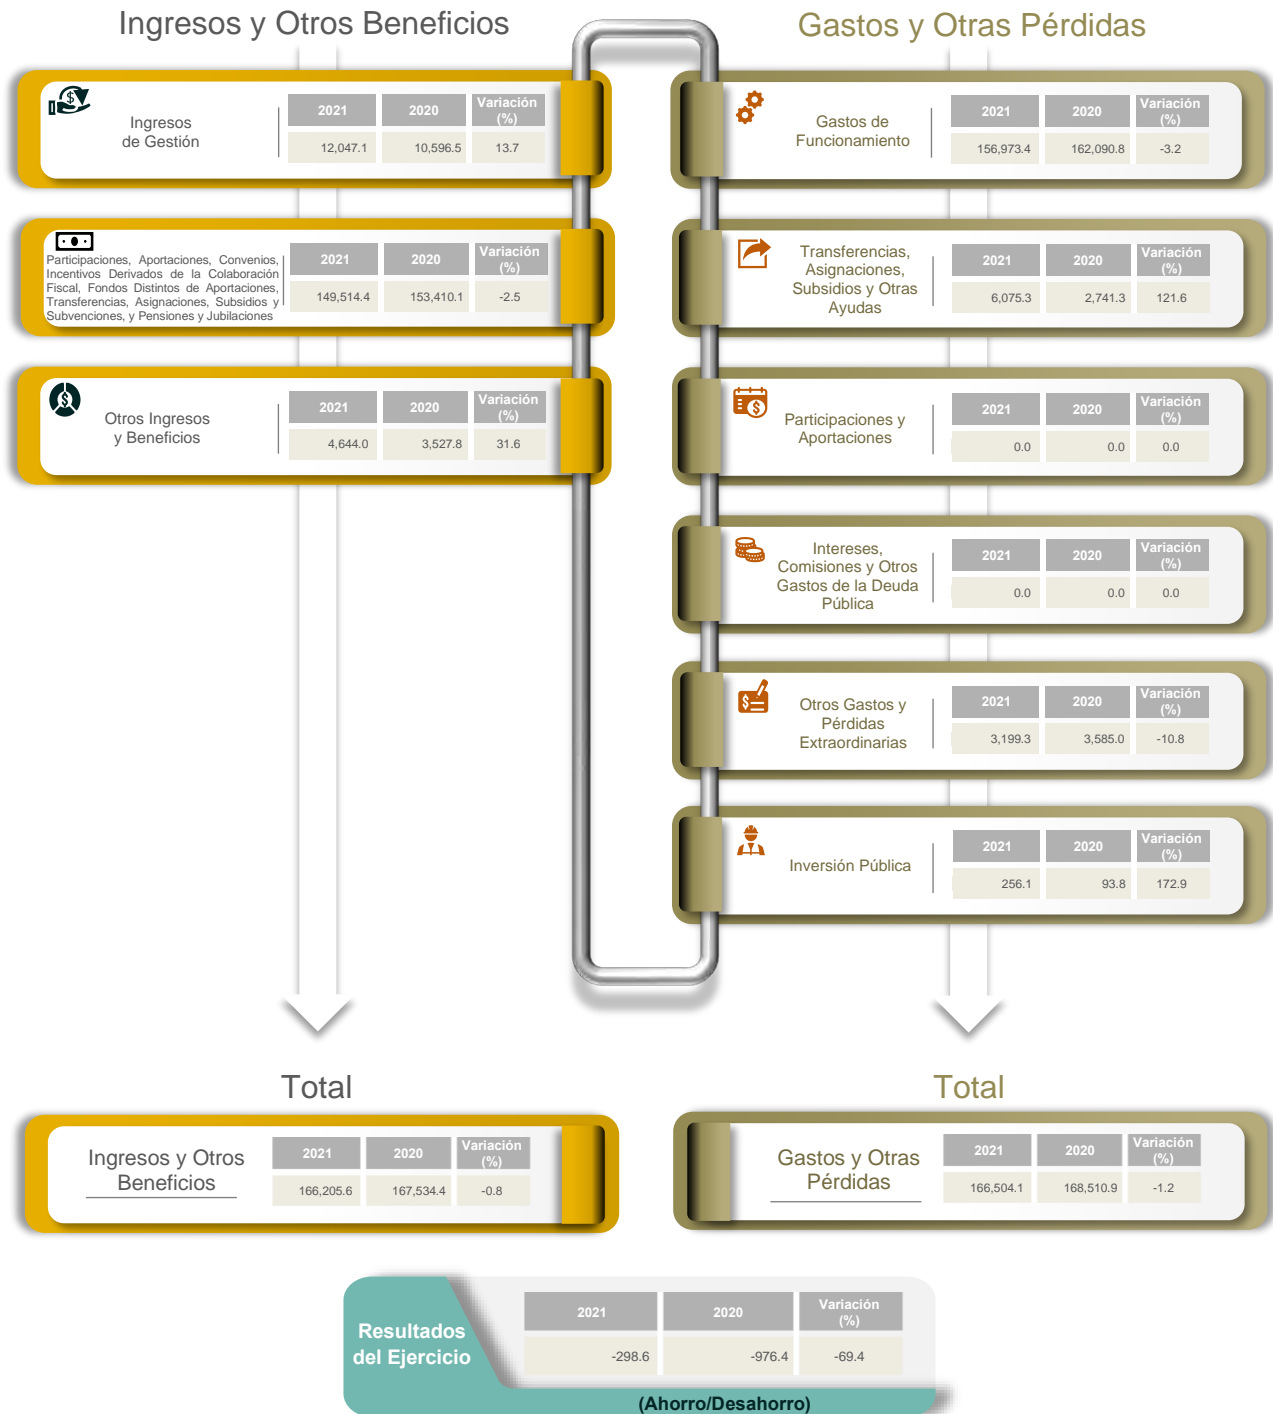 Ingresos y Otros Beneficios
Ingresos
de Gestión
2021 2020 Variación (%)
12,047.1 10,596.5 13.7
Participaciones, Aportaciones, Convenios,
Incentivos Derivados de la Colaboración
Fiscal, Fondos Distintos de Aportaciones,
Transferencias, Asignaciones, Subsidios y
Subvenciones, y Pensiones y Jubilaciones
2021 2020 Variación (%)
149,514.4 153,410.1 -2.5
Otros Ingresos
y Beneficios
2021 2020 Variación (%)
4,644.0 3,527.8 31.6
Gastos y Otras Pérdidas
Gastos de
Funcionamiento
2021 2020 Variación (%)
156,973.4 162,090.8 -3.2
Transferencias,
Asignaciones,
Subsidios y Otras
Ayudas
2021 2020 Variación (%)
6,075.3 2,741.3 121.6
Participaciones y
Aportaciones
2021 2020 Variación (%)
0.0 0.0 0.0
Intereses,
Comisiones y Otros
Gastos de la Deuda
Pública
2021 2020 Variación (%)
0.0 0.0 0.0
Otros Gastos y
Pérdidas
Extraordinarias
2021 2020 Variación (%)
3,199.3 3,585.0 -10.8
Inversión Pública
2021 2020 Variación (%)
256.1 93.8 172.9
Total
Ingresos y Otros
Beneficios
2021 2020 Variación (%)
166,205.6 167,534.4 -0.8
Total
Gastos y Otras
Pérdidas
2021 2020 Variación (%)
166,504.1 168,510.9 -1.2
Resultados
del Ejercicio
2021 2020 Variación (%)
-298.6 -976.4 -69.4
(Ahorro/Desahorro)